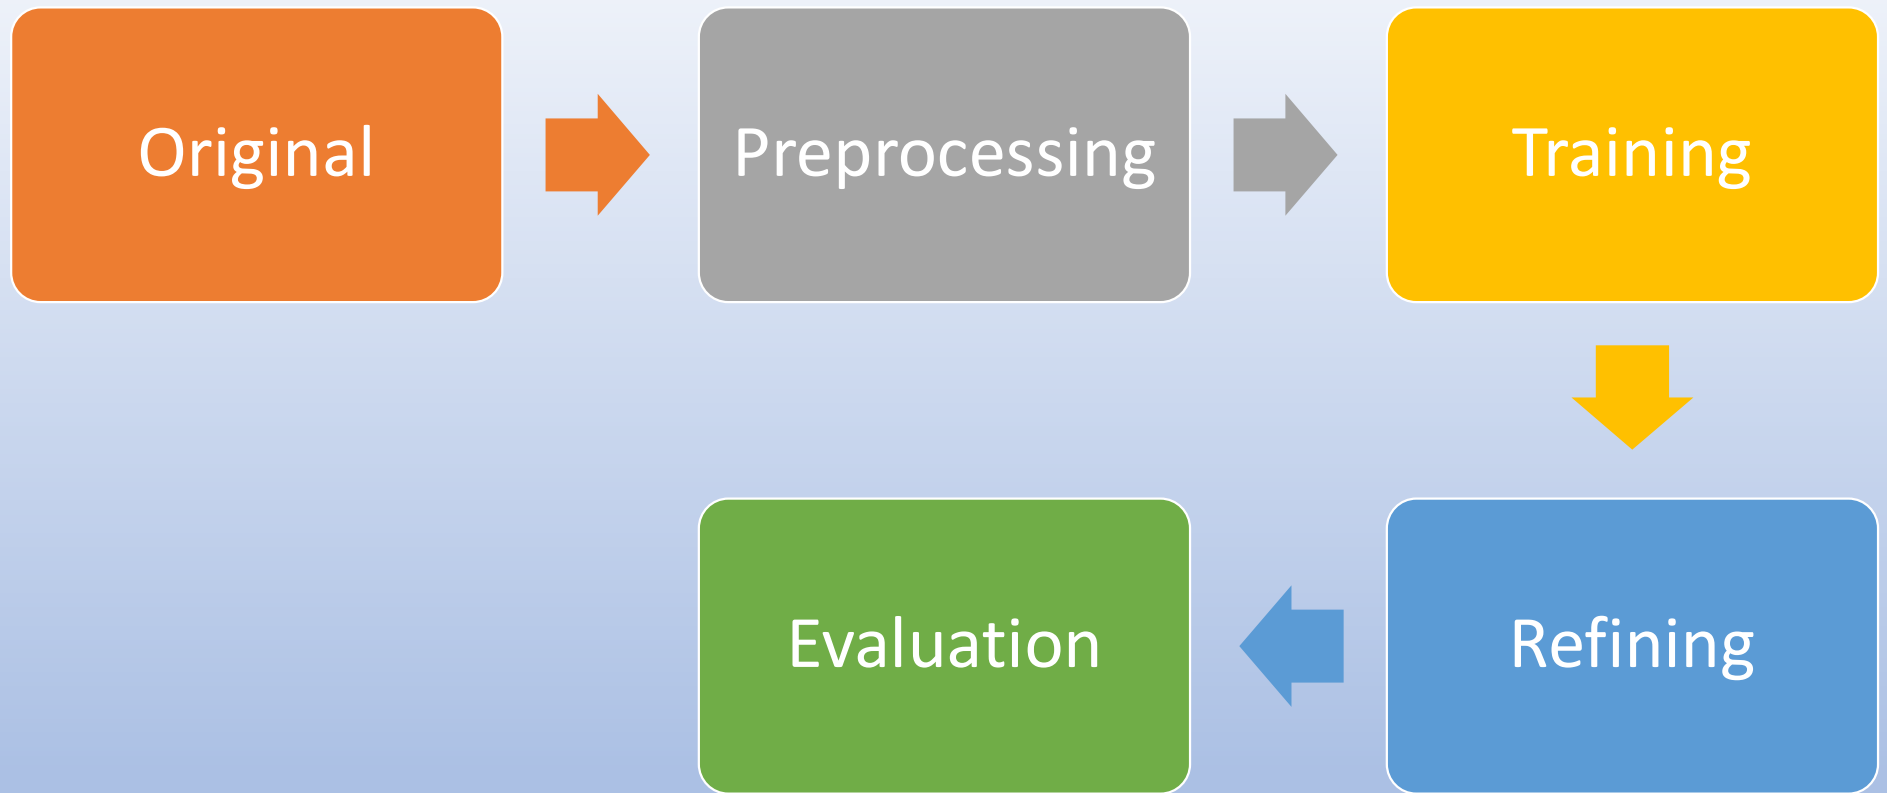 Original
Preprocessing
Training
Refining
Evaluation